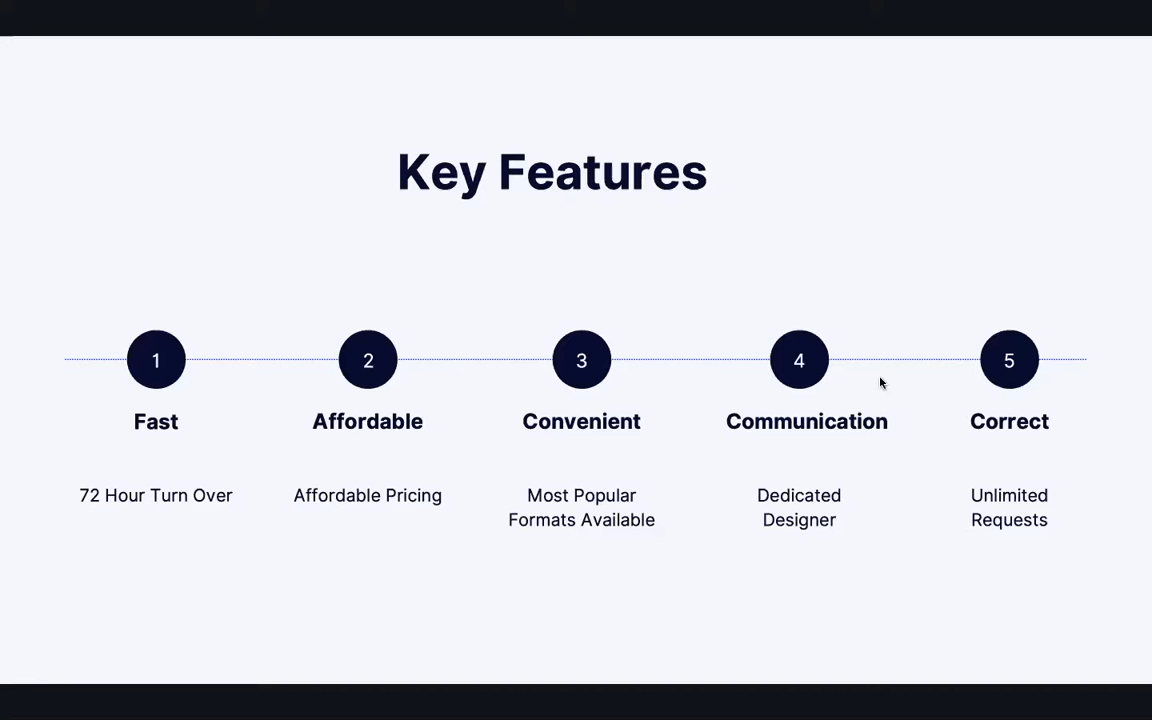 Key Features
1
2
3
4
5
Fast
Affordable
Convenient
Communication
Correct
72 Hour Turn Over
Affordable Pricing
Most Popular
Formats Available
Dedicated
Designer
Unlimited
Requests